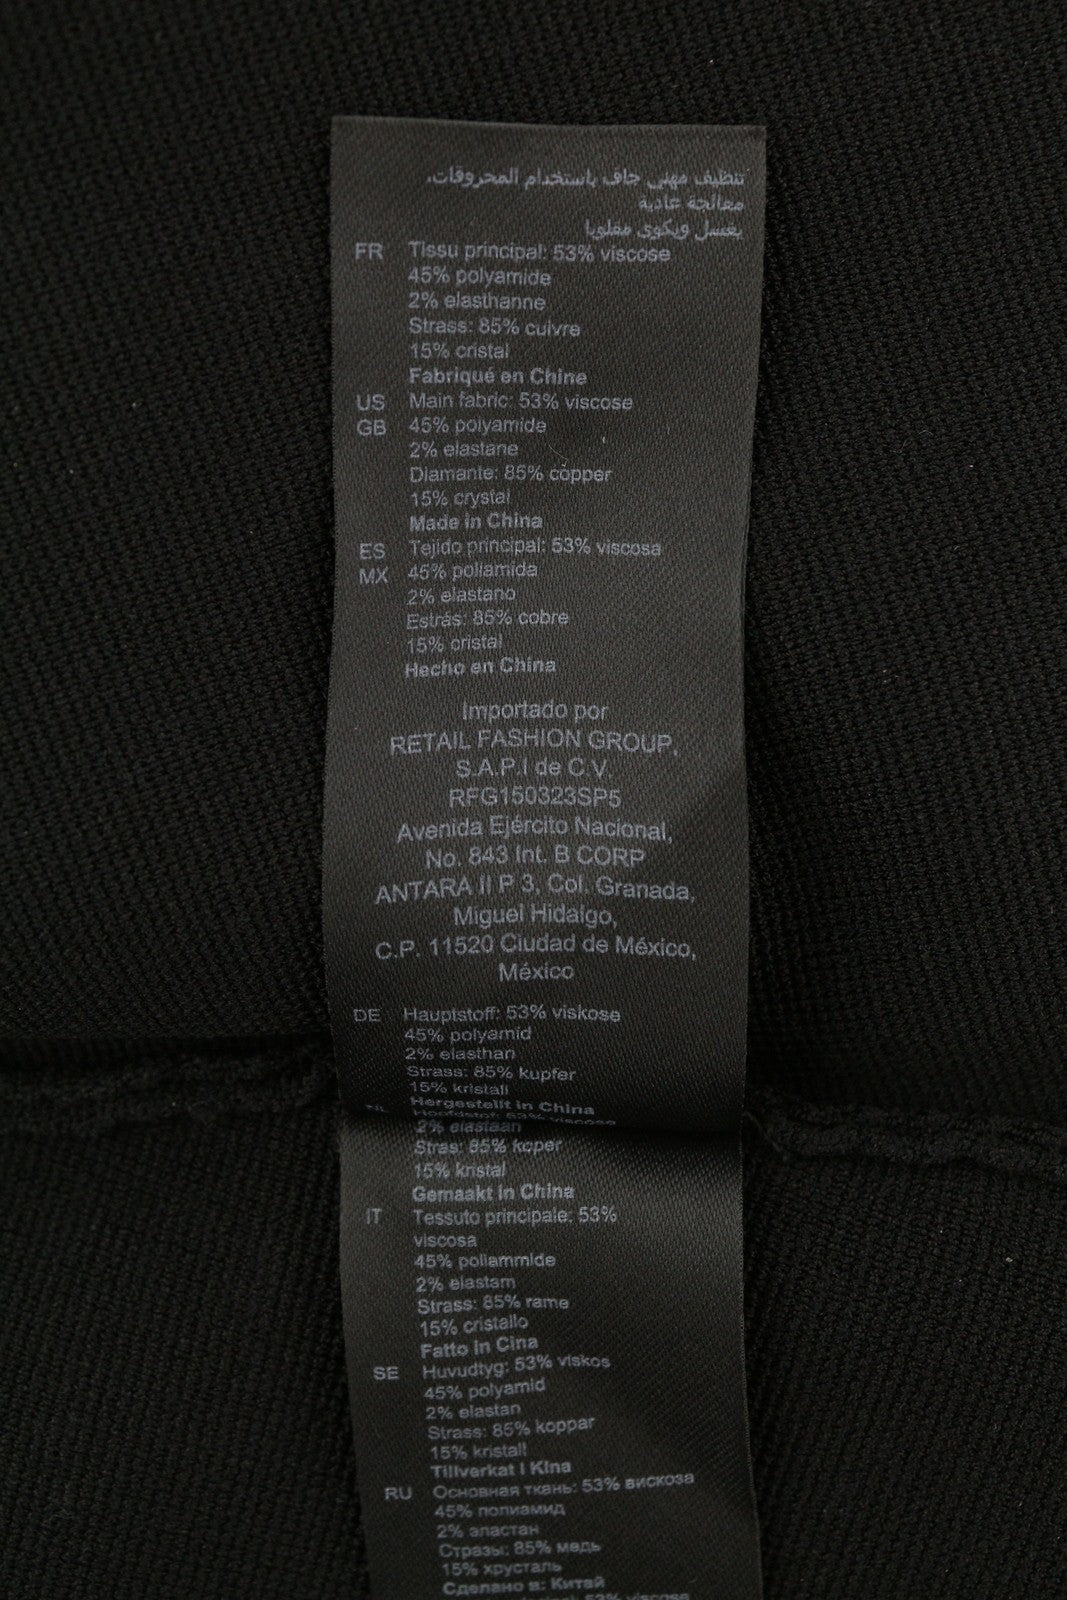 تنظيف مهني جاف باستخدام المحروقات،
معالجة عادية
يغسل ويكوى مقلوبا
FR Tissu principal: 53% viscose
45% polyamide
2% elasthanne
Strass: 85% cuivre
15% cristal
Fabriqué en Chine
US Main fabric: 53% viscose
GB 45% polyamide
2% elastane
Diamante: 85% copper
15% crystal
Made in China
ES Tejido principal: 53% viscosa
MX 45% poliamida
2% elastano
Estrás: 85% cobre
15% cristal
Hecho en China
Importado por
RETAIL FASHION GROUP,
S.A.P.I de C.V.
RFG150323SP5
Avenida Ejército Nacional,
No. 843 Int. B CORP
ANTARA II P 3, Col. Granada,
Miguel Hidalgo,
C.P. 11520 Ciudad de México,
México
DE Hauptstoff: 53% viskose
45% polyamid
2% elasthan
Strass: 85% kupfer
15% kristall
Hergestellt in China
Hoofdstof: 53% viscose
2% elastaan
Stras: 85% koper
15% kristal
Gemaakt in China
IT Tessuto principale: 53%
viscosa
45% poliammide
2% elastam
Strass: 85% rame
15% cristallo
Fatto in Cina
SE Huvudtyg: 53% viskos
45% polyamid
2% elastan
Strass: 85% koppar
15% kristall
Tillverkat i Kina
RU Основная ткань: 53% вискоза
45% полиамид
2% эластан
Стразы: 85% медь
15% хрусталь
Сделано в: Китай
53% viscose